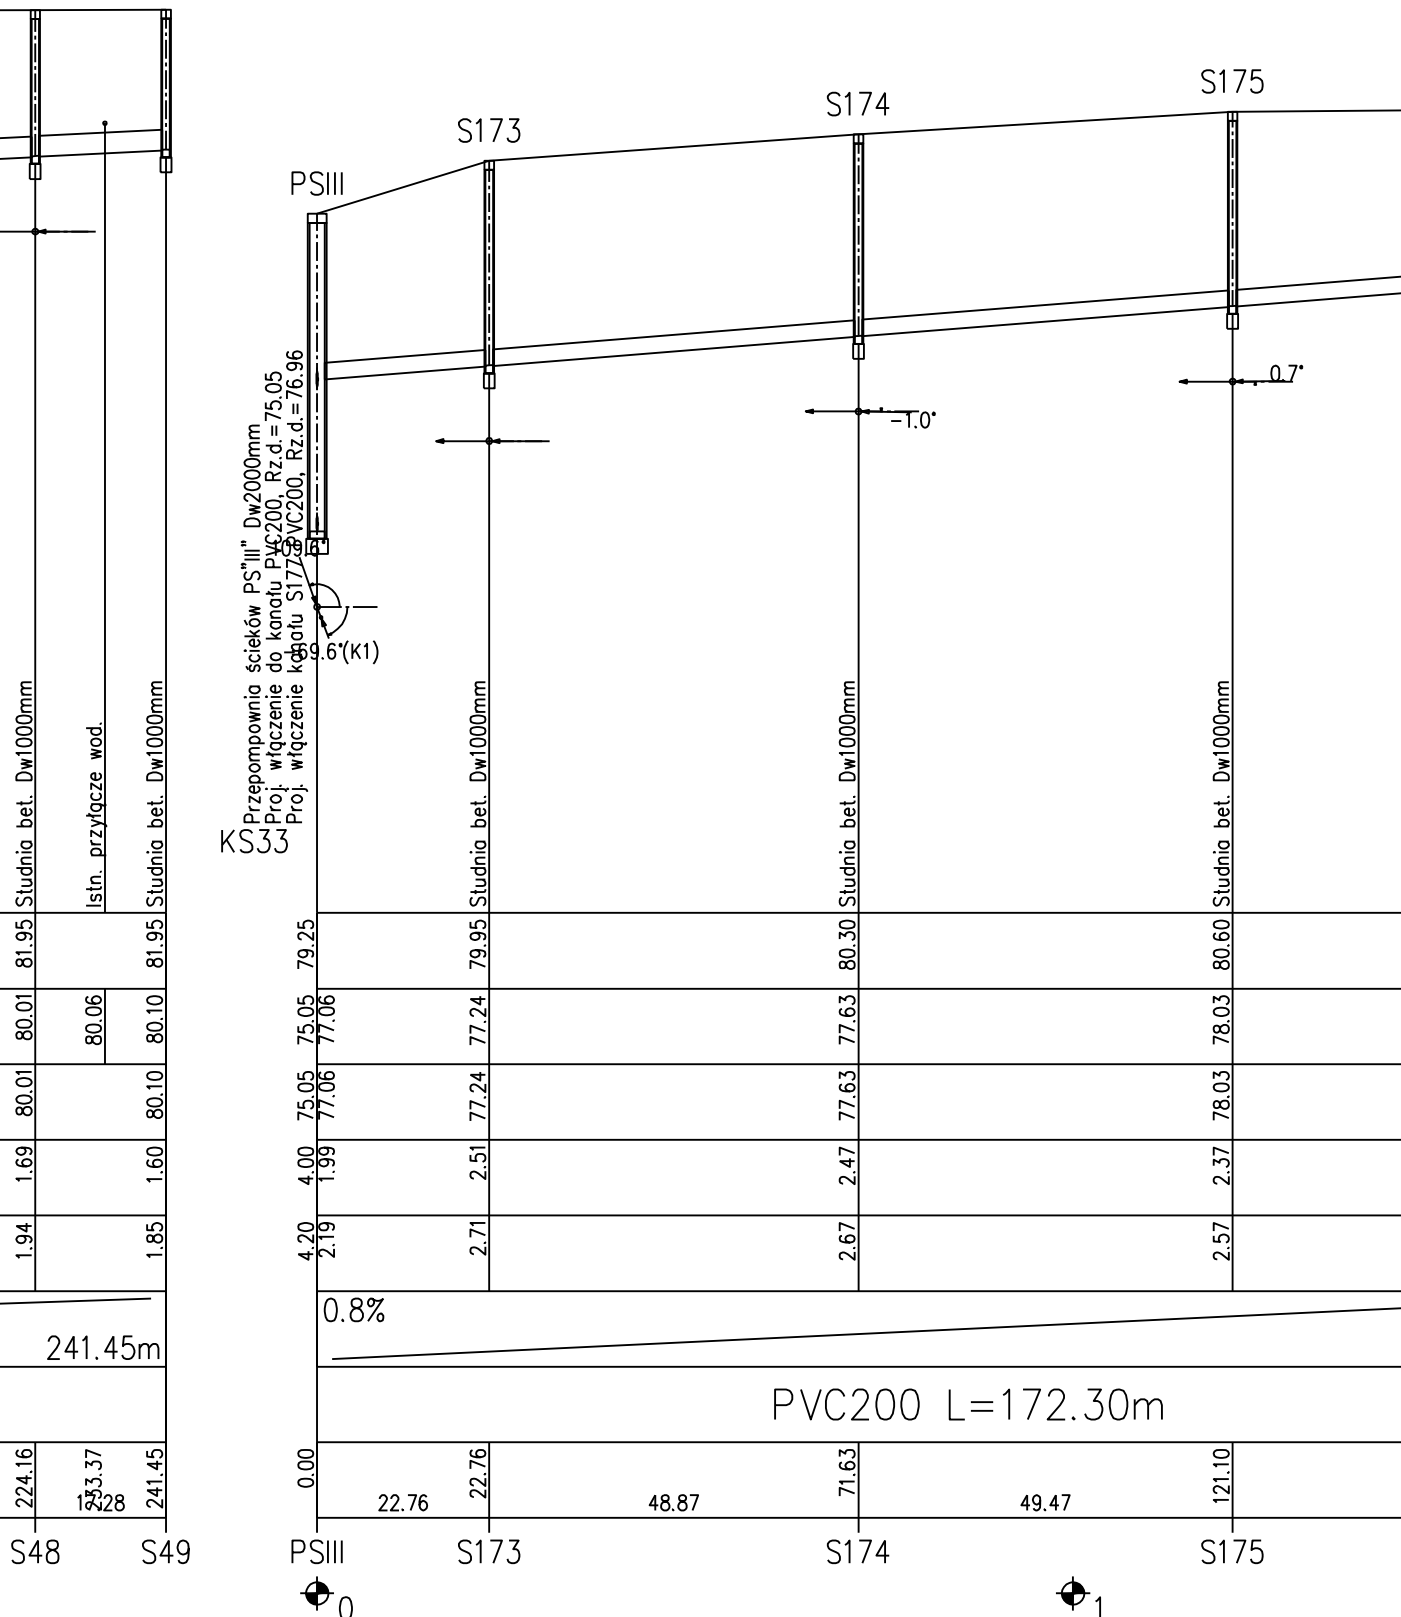 S175
S174
S173
PSIII
0.7°
-1.0°
109.6°
-69.6°(K1)
Przepompownia ścieków PS"III" Dw2000mm
Proj. włączenie do kanału PVC200, Rz.d.=75.05
Proj. włączenie kanału S177 PVC200, Rz.d.=76.96
KS33
Studnia bet. Dw1000mm
Istn. przyłącze wod.
Studnia bet. Dw1000mm
Studnia bet. Dw1000mm
Studnia bet. Dw1000mm
Studnia bet. Dw1000mm
81.95 81.95 79.25 79.95 80.30 80.60
80.01 80.06 80.10 75.05 77.06 77.24 77.63 78.03
80.01 80.10 75.05 77.06 77.24 77.63 78.03
1.69 1.60 4.00 1.99 2.51 2.47 2.37
1.94 1.85 4.20 2.19 2.71 2.67 2.57
0.8%
241.45m
PVC200 L=172.30m
224.16 233.37 241.45 0.00 22.76 71.63 121.10
17.28 22.76 48.87 49.47
S48 S49 PSIII S173 S174 S175
0 1